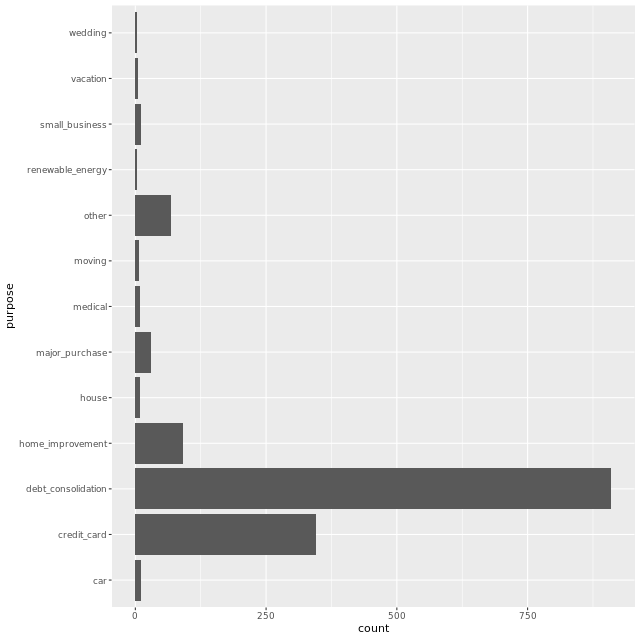 wedding
vacation
small_business
renewable_energy
other
moving
medical
major_purchase
house
home_improvement
debt_consolidation
credit_card
car
purpose
0 250 500 750
count